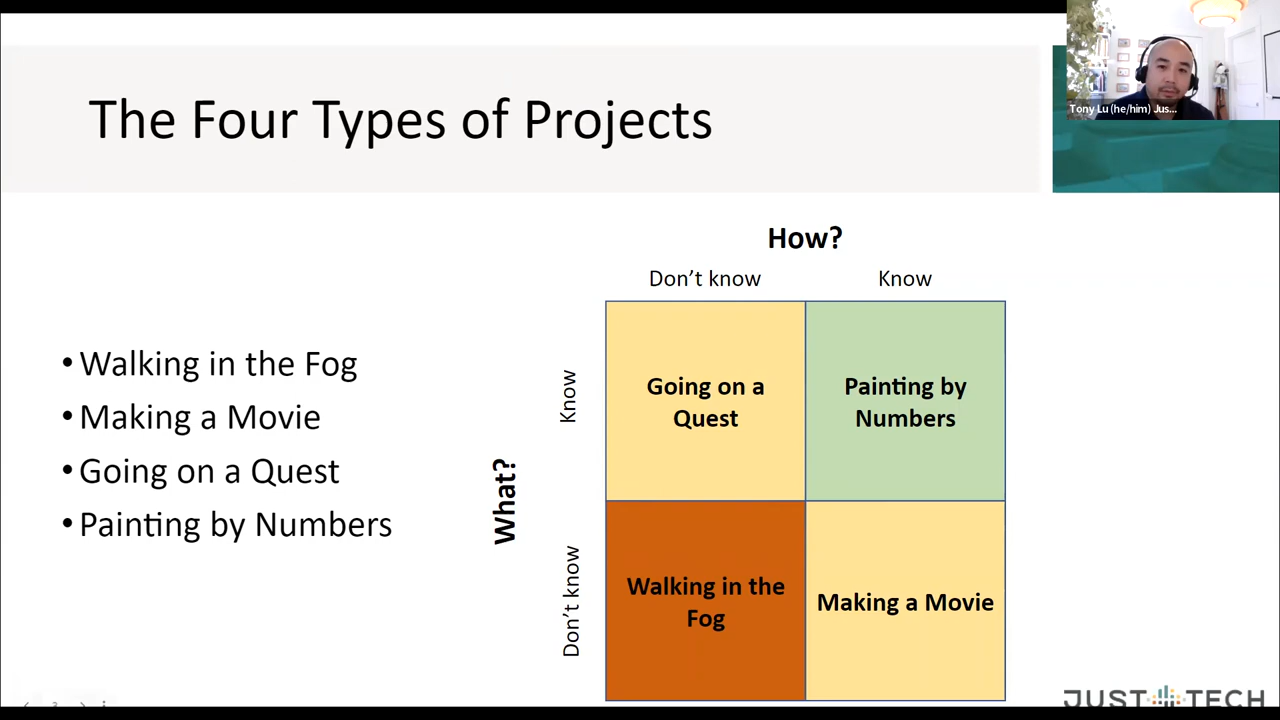 The Four Types of Projects
Tony Lu (he/him) Jus...
How?
Don't know
Know
• Walking in the Fog
• Making a Movie
• Going on a Quest
• Painting by Numbers
What?
Know
Don't know
Going on a
Quest
Painting by
Numbers
Walking in the
Fog
Making a Movie
JUST TECH